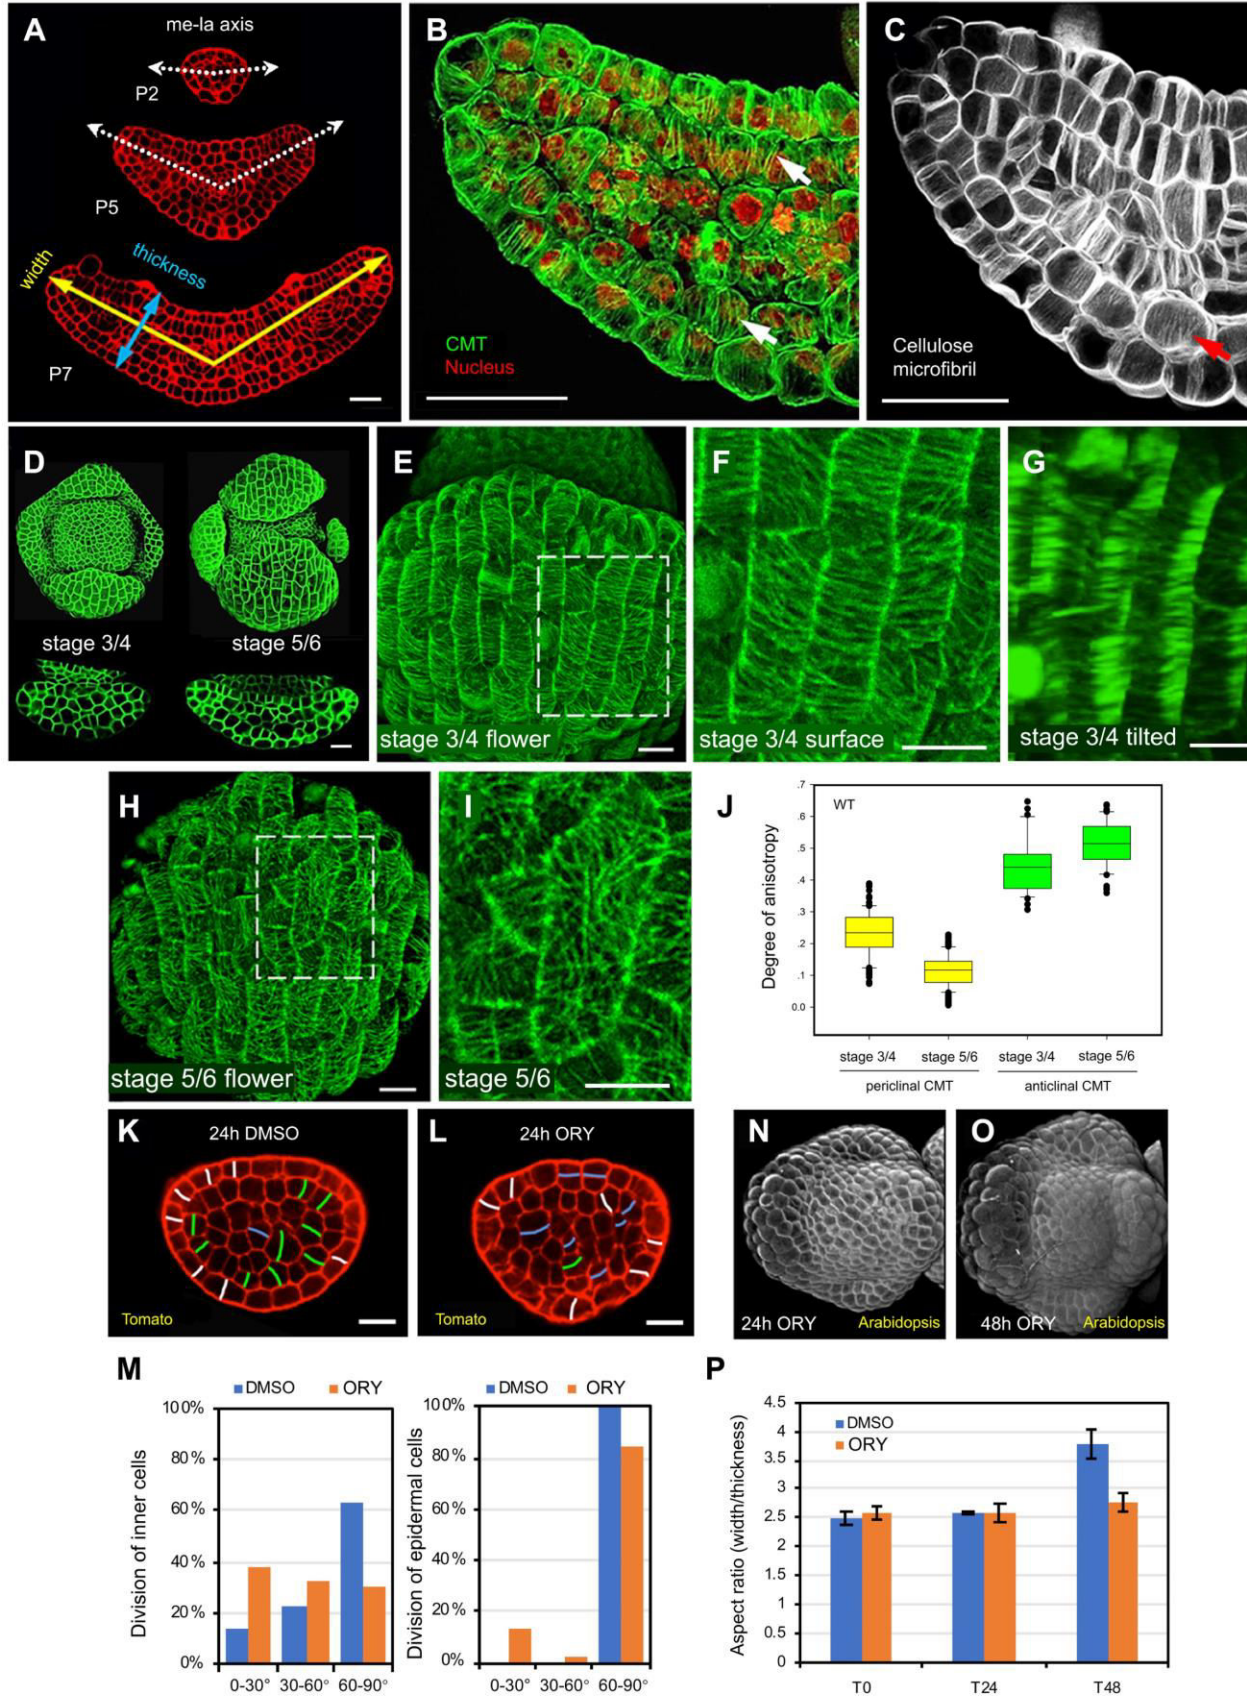 A
me-la axis
P2
P5
width
thickness
P7
B
CMT
Nucleus
C
Cellulose
microfibril
D
stage 3/4
stage 5/6
E
stage 3/4 flower
F
stage 3/4 surface
G
stage 3/4 tilted
H
stage 5/6 flower
I
stage 5/6
J
WT
Degree of anisotropy
.7
.6
.5
.4
.3
.2
.1
0.0
stage 3/4 stage 5/6 stage 3/4 stage 5/6
periclinal CMT anticlinal CMT
K
24h DMSO
Tomato
L
24h ORY
Tomato
N
24h ORY Arabidopsis
O
48h ORY Arabidopsis
M
DMSO ORY
Division of inner cells
100%
80%
60%
40%
20%
0%
0-30° 30-60° 60-90°
DMSO ORY
Division of epidermal cells
100%
80%
60%
40%
20%
0%
0-30° 30-60° 60-90°
P
DMSO
ORY
Aspect ratio (width/thickness)
4.5
4
3.5
3
2.5
2
1.5
1
0.5
0
T0 T24 T48